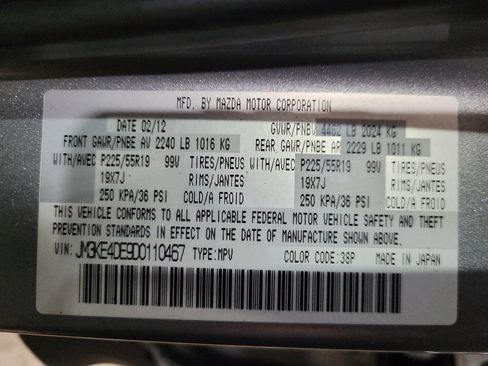 MFD. BY MAZDA MOTOR CORPORATION
DATE 02/12 GVWR/PNBV 4462 LB 2024 KG
FRONT GAWR/PNBE AV 2240 LB 1016 KG REAR GAWR/PNBE AR 2229 LB 1011 KG
WITH/AVEC P225/55R19 99V TIRES/PNEUS WITH/AVEC P225/55R19 99V TIRES/PNEUS
19X7J RIMS/JANTES 19X7J RIMS/JANTES
250 KPA/36 PSI COLD/A FROID 250 KPA/36 PSI COLD/A FROID
THIS VEHICLE CONFORMS TO ALL APPLICABLE FEDERAL MOTOR VEHICLE SAFETY AND THEFT
PREVENTION STANDARDS IN EFFECT ON THE DATE OF MANUFACTURE SHOWN ABOVE.
VIN: JM3KE4DE9D0110467 TYPE: MPV COLOR CODE: 38P MADE IN JAPAN